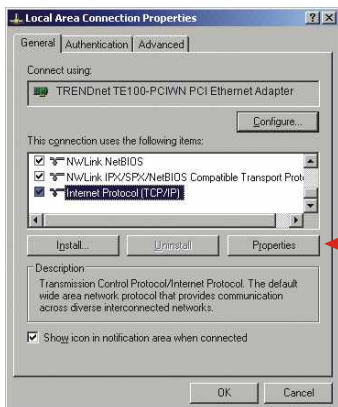 Local Area Connection Properties
General Authentication Advanced
Connect using:
TRENDnet TE100-PCIWN PCI Ethernet Adapter
Configure...
This connection uses the following items:
NWLink NetBIOS
NWLink IPX/SPX/NetBIOS Compatible Transport Prot
Internet Protocol (TCP/IP)
Install... Uninstall Properties
Description
Transmission Control Protocol/Internet Protocol. The default
wide area network protocol that provides communication
across diverse interconnected networks.
Show icon in notification area when connected
OK Cancel